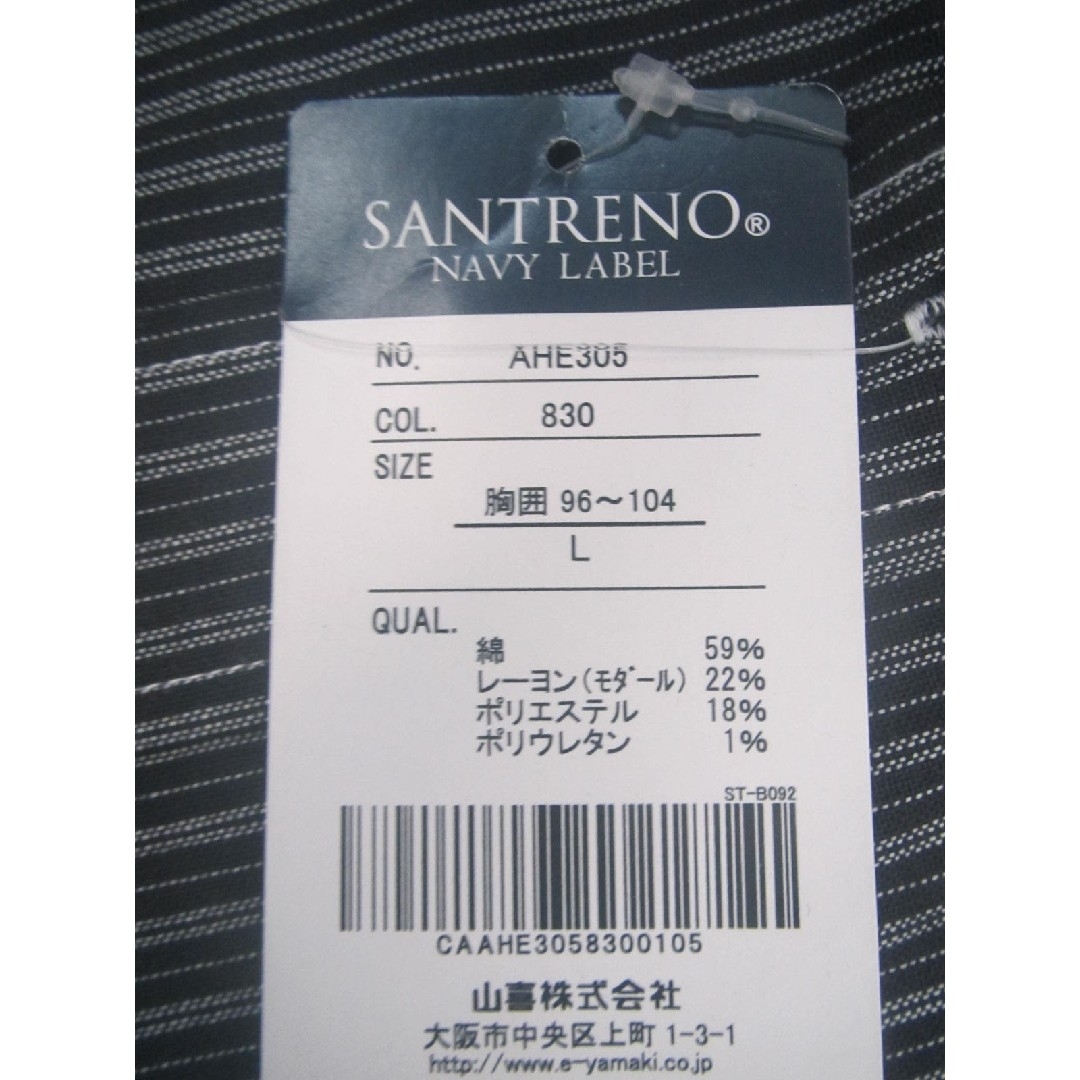 SANTRENO®
NAVY LABEL
NO. AHE305
COL. 830
SIZE
胸囲 96～104
L
QUAL.
綿 59%
レーヨン(ﾓﾀﾞｰﾙ) 22%
ポリエステル 18%
ポリウレタン 1%
ST-B092
CAAHE3058300105
山喜株式会社
大阪市中央区上町 1-3-1
http://www.e-yamaki.co.jp